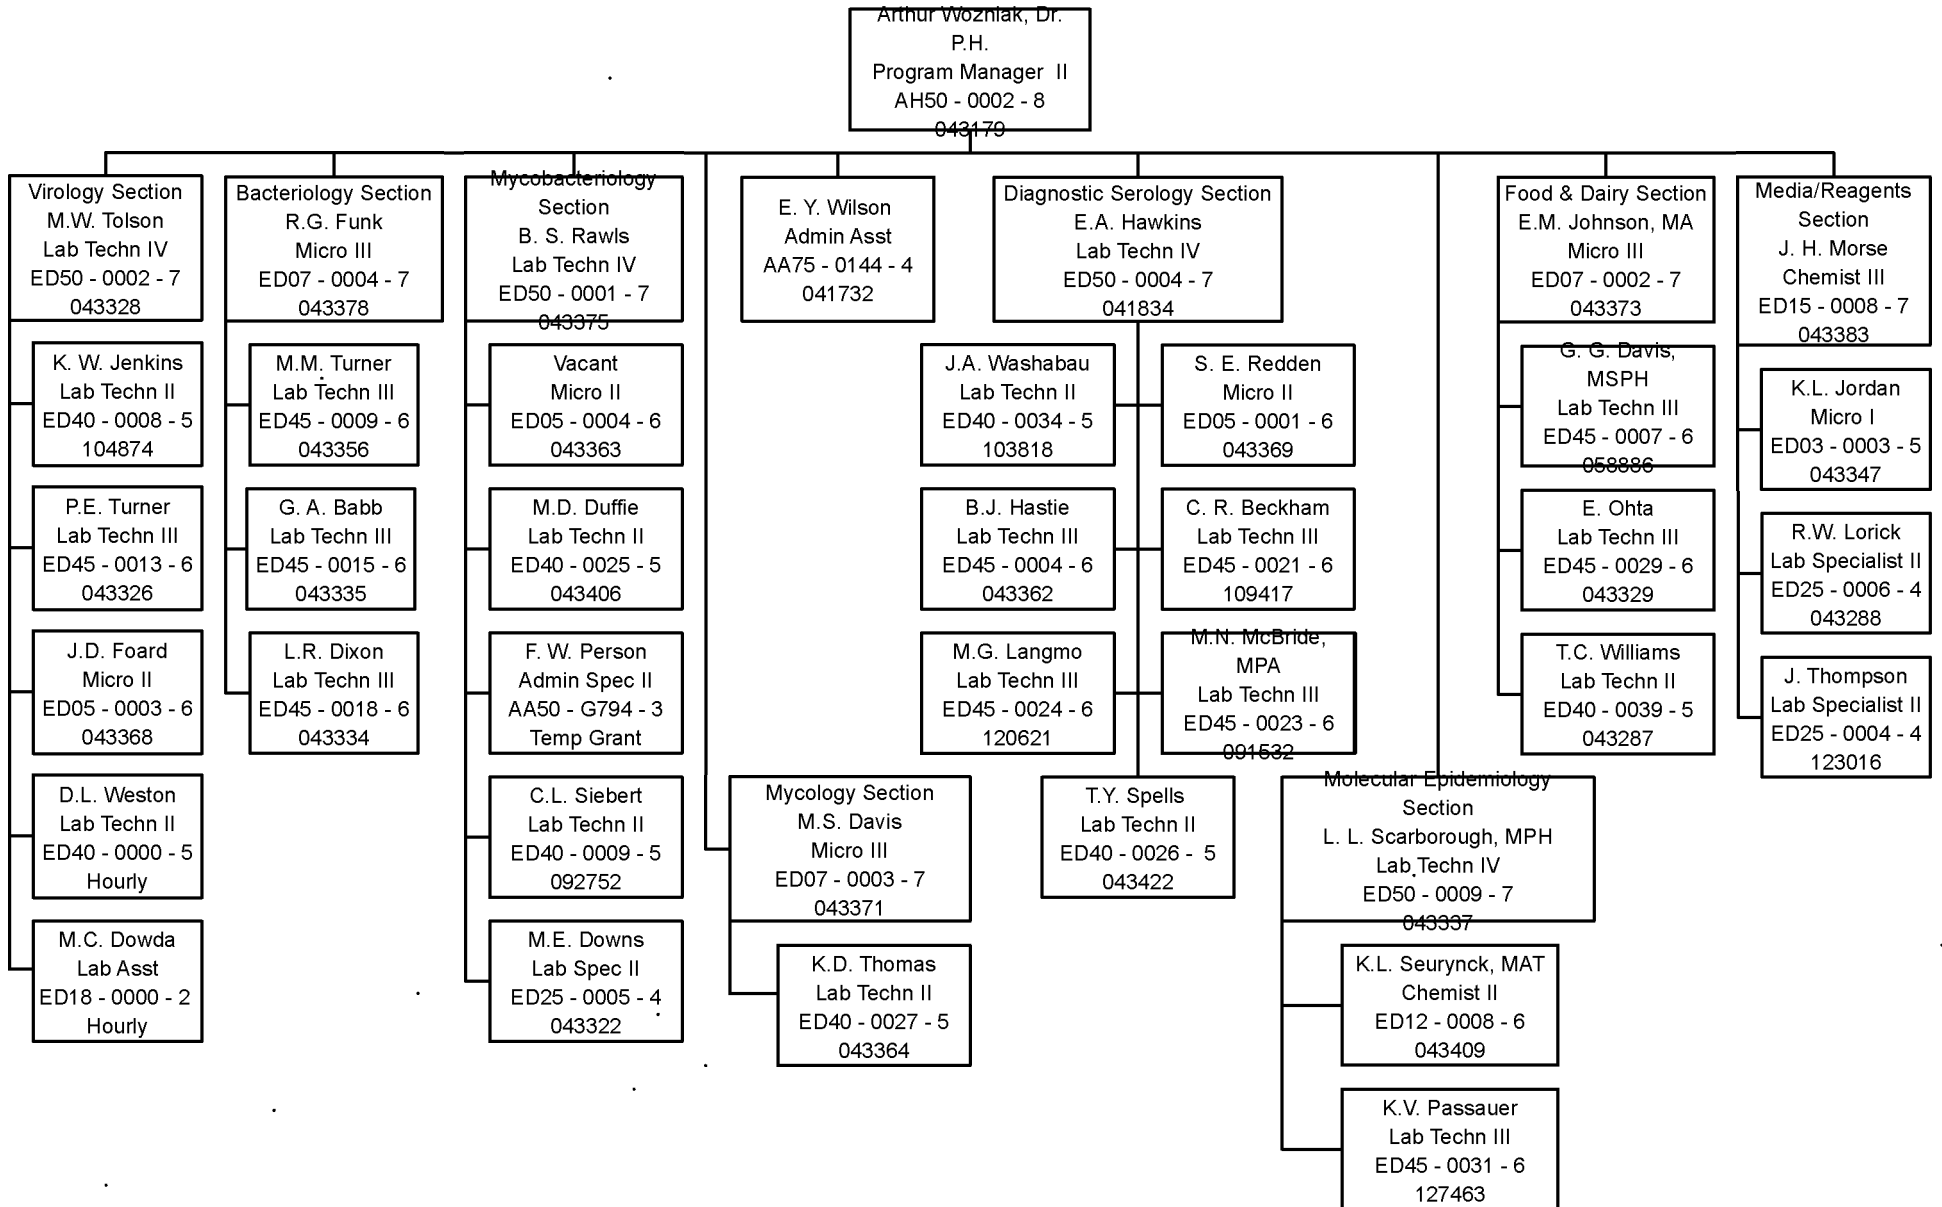 Arthur Wozniak, Dr.
P.H.
Program Manager II
AH50 - 0002 - 8
043179
Virology Section
M.W. Tolson
Lab Techn IV
ED50 - 0002 - 7
043328
K. W. Jenkins
Lab Techn II
ED40 - 0008 - 5
104874
P.E. Turner
Lab Techn III
ED45 - 0013 - 6
043326
J.D. Foard
Micro II
ED05 - 0003 - 6
043368
D.L. Weston
Lab Techn II
ED40 - 0000 - 5
Hourly
M.C. Dowda
Lab Asst
ED18 - 0000 - 2
Hourly
Bacteriology Section
R.G. Funk
Micro III
ED07 - 0004 - 7
043378
M.M. Turner
Lab Techn III
ED45 - 0009 - 6
043356
G. A. Babb
Lab Techn III
ED45 - 0015 - 6
043335
L.R. Dixon
Lab Techn III
ED45 - 0018 - 6
043334
Mycobacteriology
Section
B. S. Rawls
Lab Techn IV
ED50 - 0001 - 7
043375
Vacant
Micro II
ED05 - 0004 - 6
043363
M.D. Duffie
Lab Techn II
ED40 - 0025 - 5
043406
F. W. Person
Admin Spec II
AA50 - G794 - 3
Temp Grant
C.L. Siebert
Lab Techn II
ED40 - 0009 - 5
092752
M.E. Downs
Lab Spec II
ED25 - 0005 - 4
043322
Mycology Section
M.S. Davis
Micro III
ED07 - 0003 - 7
043371
K.D. Thomas
Lab Techn II
ED40 - 0027 - 5
043364
E. Y. Wilson
Admin Asst
AA75 - 0144 - 4
041732
Diagnostic Serology Section
E.A. Hawkins
Lab Techn IV
ED50 - 0004 - 7
041834
J.A. Washabau
Lab Techn II
ED40 - 0034 - 5
103818
S. E. Redden
Micro II
ED05 - 0001 - 6
043369
B.J. Hastie
Lab Techn III
ED45 - 0004 - 6
043362
C. R. Beckham
Lab Techn III
ED45 - 0021 - 6
109417
M.G. Langmo
Lab Techn III
ED45 - 0024 - 6
120621
M.N. McBride,
MPA
Lab Techn III
ED45 - 0023 - 6
091532
T.Y. Spells
Lab Techn II
ED40 - 0026 - 5
043422
Molecular Epidemiology
Section
L. L. Scarborough, MPH
Lab Techn IV
ED50 - 0009 - 7
043337
K.L. Seurynck, MAT
Chemist II
ED12 - 0008 - 6
043409
K.V. Passauer
Lab Techn III
ED45 - 0031 - 6
127463
Food & Dairy Section
E.M. Johnson, MA
Micro III
ED07 - 0002 - 7
043373
G. G. Davis,
MSPH
Lab Techn III
ED45 - 0007 - 6
058886
E. Ohta
Lab Techn III
ED45 - 0029 - 6
043329
T.C. Williams
Lab Techn II
ED40 - 0039 - 5
043287
Media/Reagents
Section
J. H. Morse
Chemist III
ED15 - 0008 - 7
043383
K.L. Jordan
Micro I
ED03 - 0003 - 5
043347
R.W. Lorick
Lab Specialist II
ED25 - 0006 - 4
043288
J. Thompson
Lab Specialist II
ED25 - 0004 - 4
123016